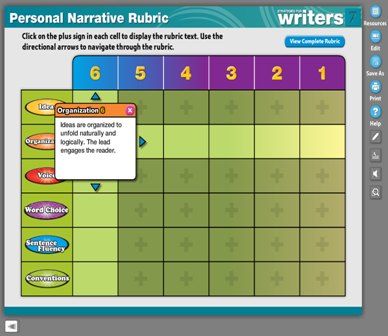 Personal Narrative Rubric
writers
Click on the plus sign in each cell to display the rubric text. Use the
directional arrows to navigate through the rubric.
View Complete Rubric
6 5 4 3 2 1
Organization 6 X
Ideas are organized to
unfold naturally and
logically. The lead
engages the reader.
Word Choice
Sentence
Fluency
Conventions
Resources
Edit
Save As
Print
Help